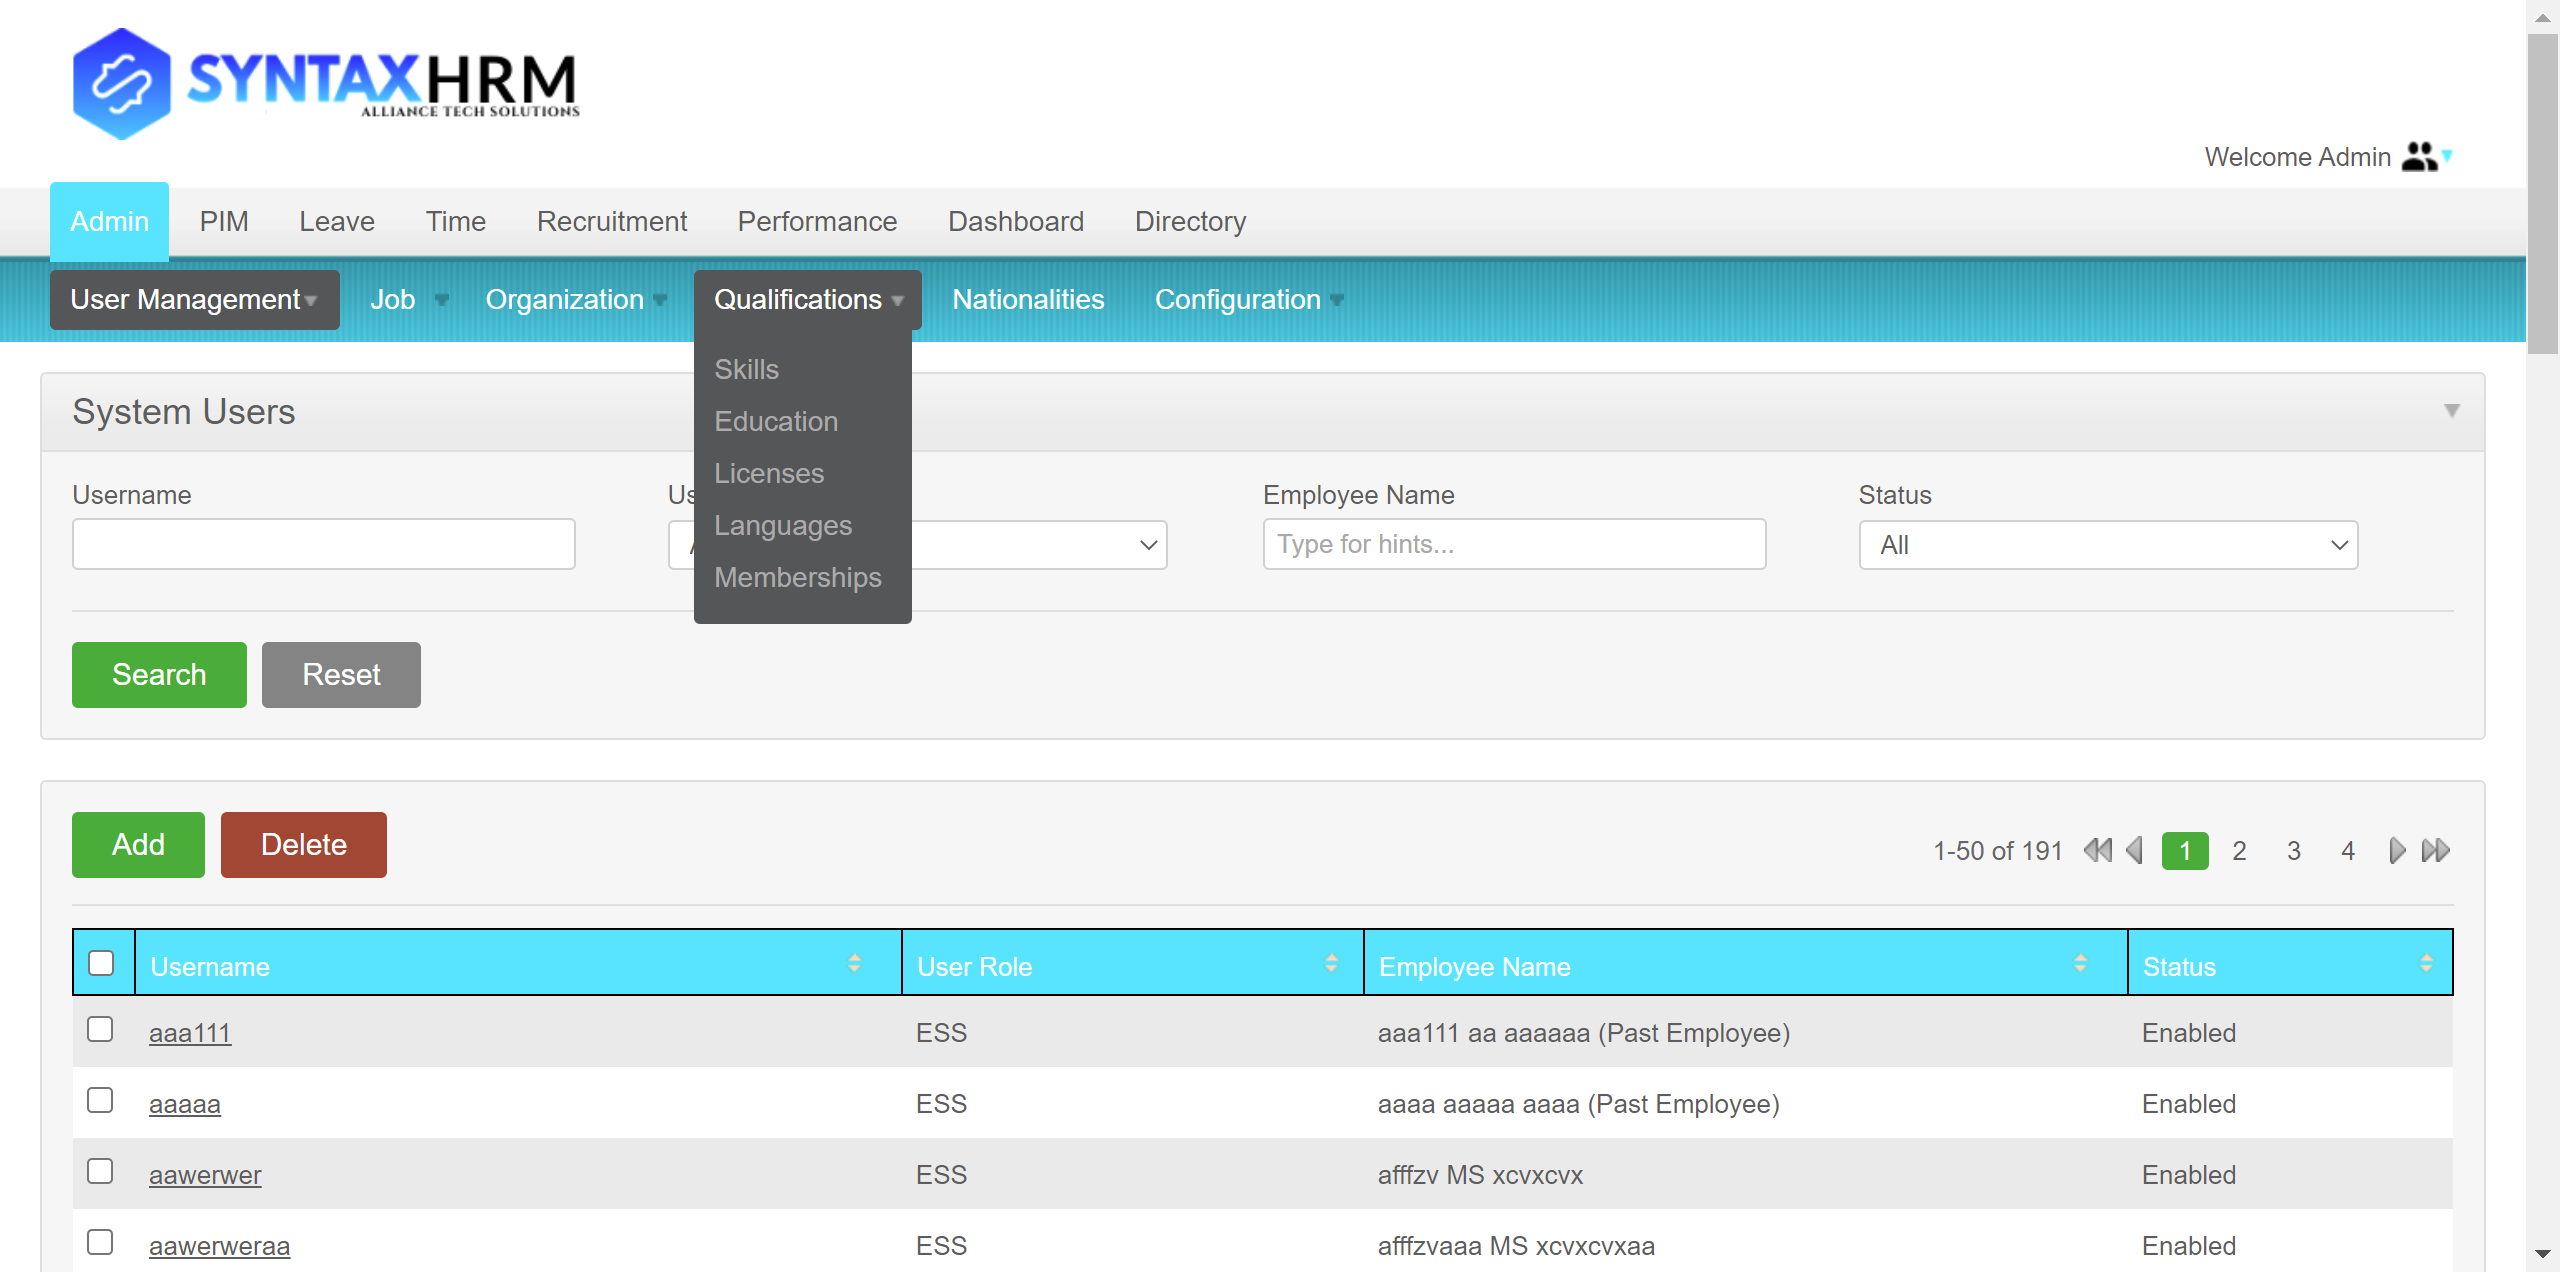 SYNTAXHRM
ALLIANCE TECH SOLUTIONS
Welcome Admin
Admin PIM Leave Time Recruitment Performance Dashboard Directory
User Management Job Organization Qualifications Nationalities Configuration
Skills
Education
Licenses
Languages
Memberships
System Users
Username Us Employee Name Status
Type for hints... All
Search Reset
Add Delete 1-50 of 191 1 2 3 4
Username User Role Employee Name Status
aaa111 ESS aaa111 aa aaaaaa (Past Employee) Enabled
aaaaa ESS aaaa aaaaa aaaa (Past Employee) Enabled
aawerwer ESS afffzv MS xcvxcvx Enabled
aawerweraa ESS afffzvaaa MS xcvxcvxaa Enabled